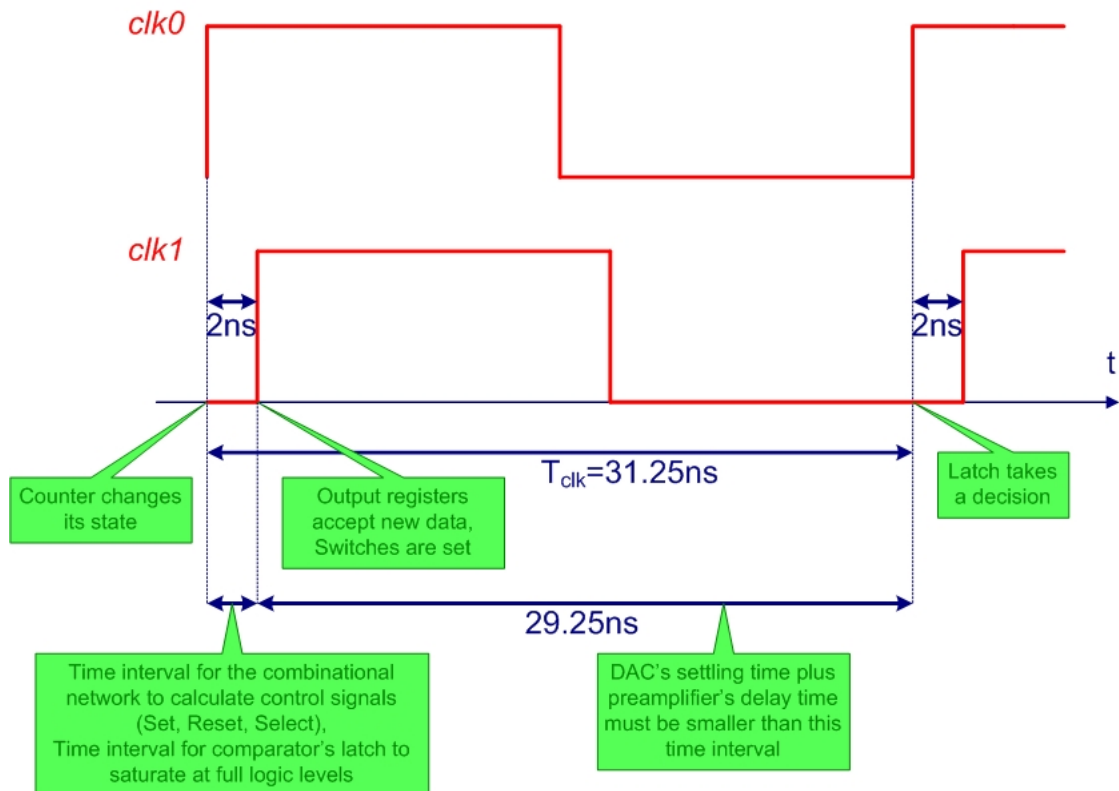 clk0
clk1
2ns
2ns
t
T_clk=31.25ns
Counter changes
its state
Output registers
accept new data,
Switches are set
Latch takes
a decision
29.25ns
Time interval for the combinational
network to calculate control signals
(Set, Reset, Select),
Time interval for comparator's latch to
saturate at full logic levels
DAC's settling time plus
preamplifier's delay time
must be smaller than this
time interval